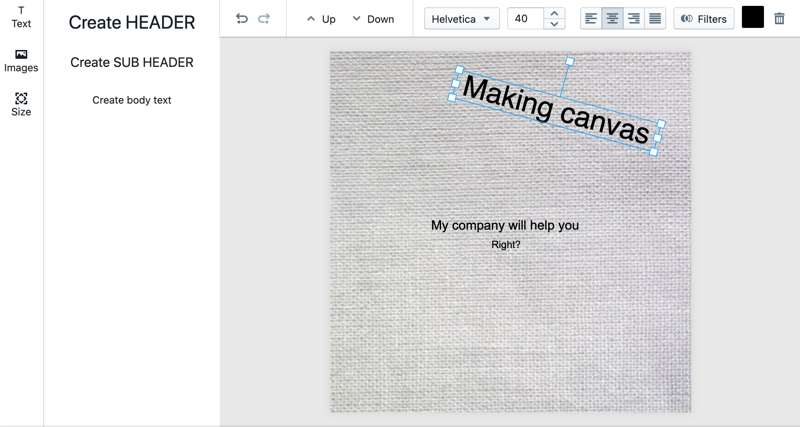 T
Text
Images
Size
Create HEADER
Create SUB HEADER
Create body text
Up
Down
Helvetica
40
Filters
Making canvas
My company will help you
Right?